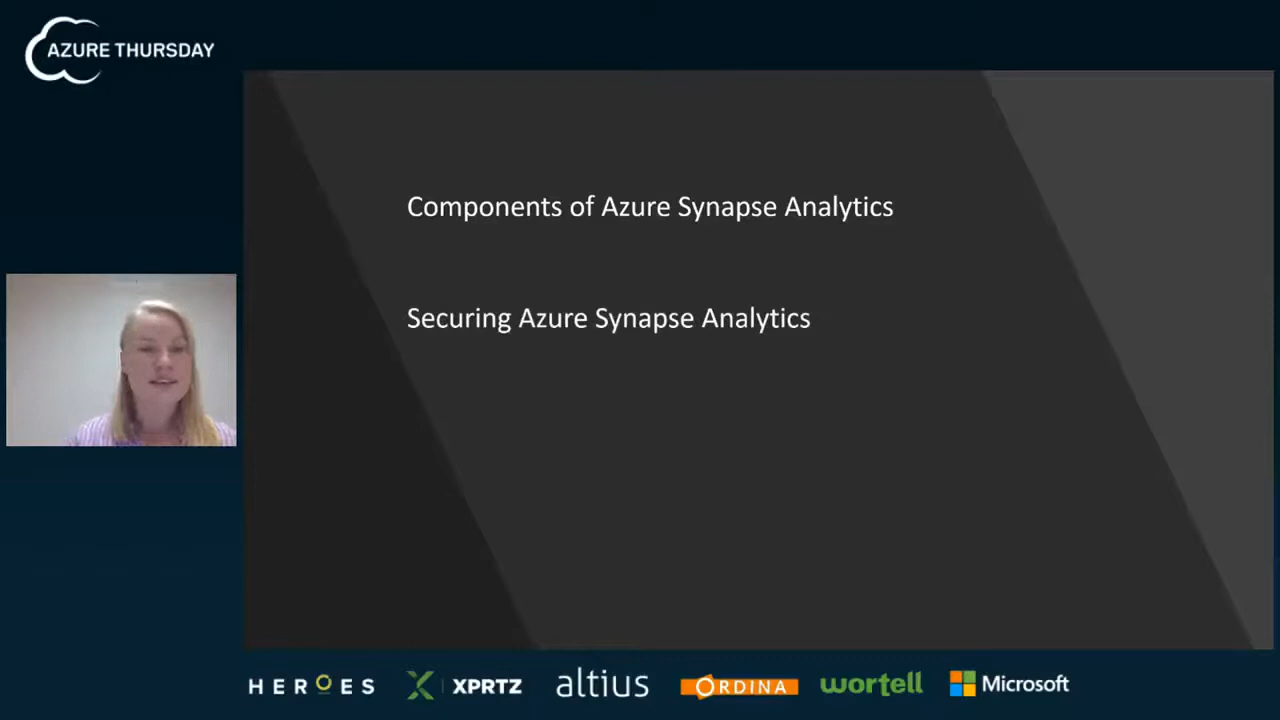 AZURE THURSDAY
Components of Azure Synapse Analytics
Securing Azure Synapse Analytics
HEROES XPRTZ altius ORDINA wortell Microsoft